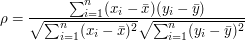 ρ = \frac{\sum_{i=1}^{n}(x_i - \bar{x})(y_i - \bar{y})}{\sqrt{\sum_{i=1}^{n}(x_i - \bar{x})^2}\sqrt{\sum_{i=1}^{n}(y_i - \bar{y})^2}}